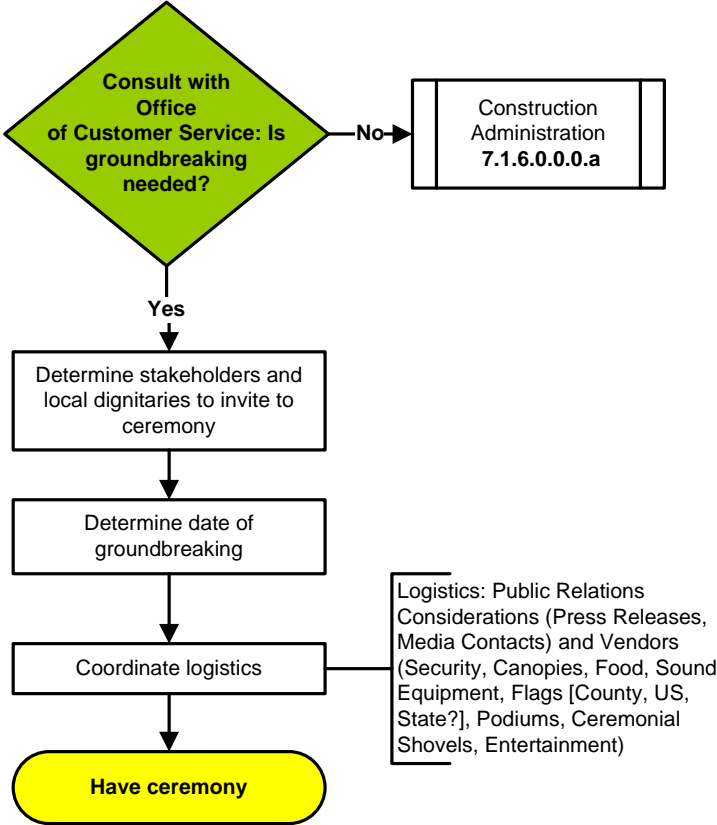 Consult with
Office
of Customer Service: Is
groundbreaking
needed?
No
Construction
Administration
7.1.6.0.0.0.a
Yes
Determine stakeholders and
local dignitaries to invite to
ceremony
Determine date of
groundbreaking
Coordinate logistics
Logistics: Public Relations
Considerations (Press Releases,
Media Contacts) and Vendors
(Security, Canopies, Food, Sound
Equipment, Flags [County, US,
State?], Podiums, Ceremonial
Shovels, Entertainment)
Have ceremony